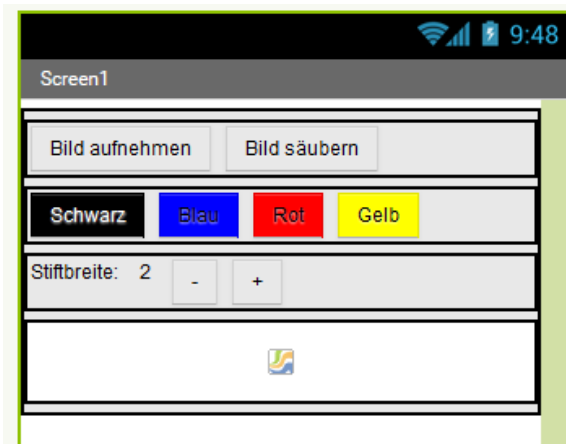 9:48
Screen1
Bild aufnehmen Bild säubern
Schwarz Blau Rot Gelb
Stiftbreite: 2 - +